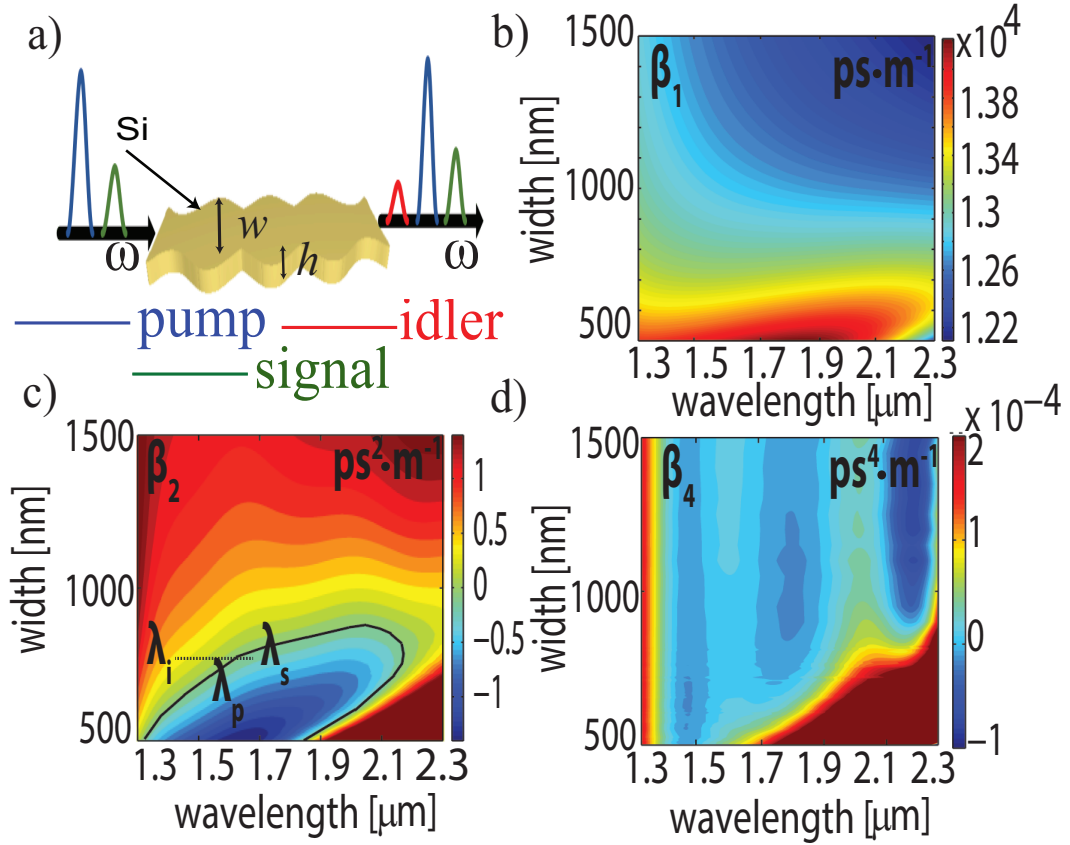 a)
Si
w
h
ω
ω
pump
idler
signal
b)
β1
ps·m-1
1500
1000
500
width [nm]
1.3 1.5 1.7 1.9 2.1 2.3
wavelength [μm]
x10^4
1.38
1.34
1.3
1.26
1.22
c)
β2
ps2·m-1
1500
1000
500
width [nm]
λi
λp
λs
1.3 1.5 1.7 1.9 2.1 2.3
wavelength [μm]
1
0.5
0
−0.5
−1
d)
β4
ps4·m-1
1500
1000
500
width [nm]
1.3 1.5 1.7 1.9 2.1 2.3
wavelength [μm]
x 10−4
2
1
0
−1